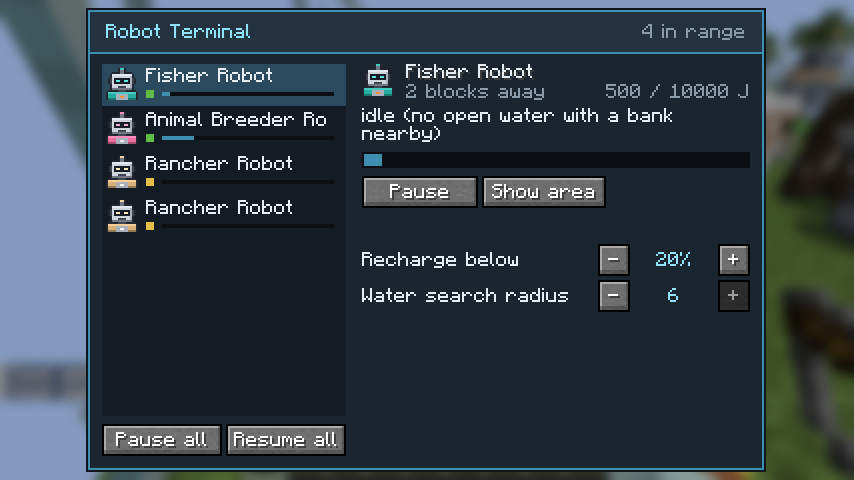 Robot Terminal
4 in range
Fisher Robot
Animal Breeder Ro
Rancher Robot
Rancher Robot
Pause all
Resume all
Fisher Robot
2 blocks away
500 / 10000 J
idle (no open water with a bank
nearby)
Pause
Show area
Recharge below
-
20%
+
Water search radius
-
6
+